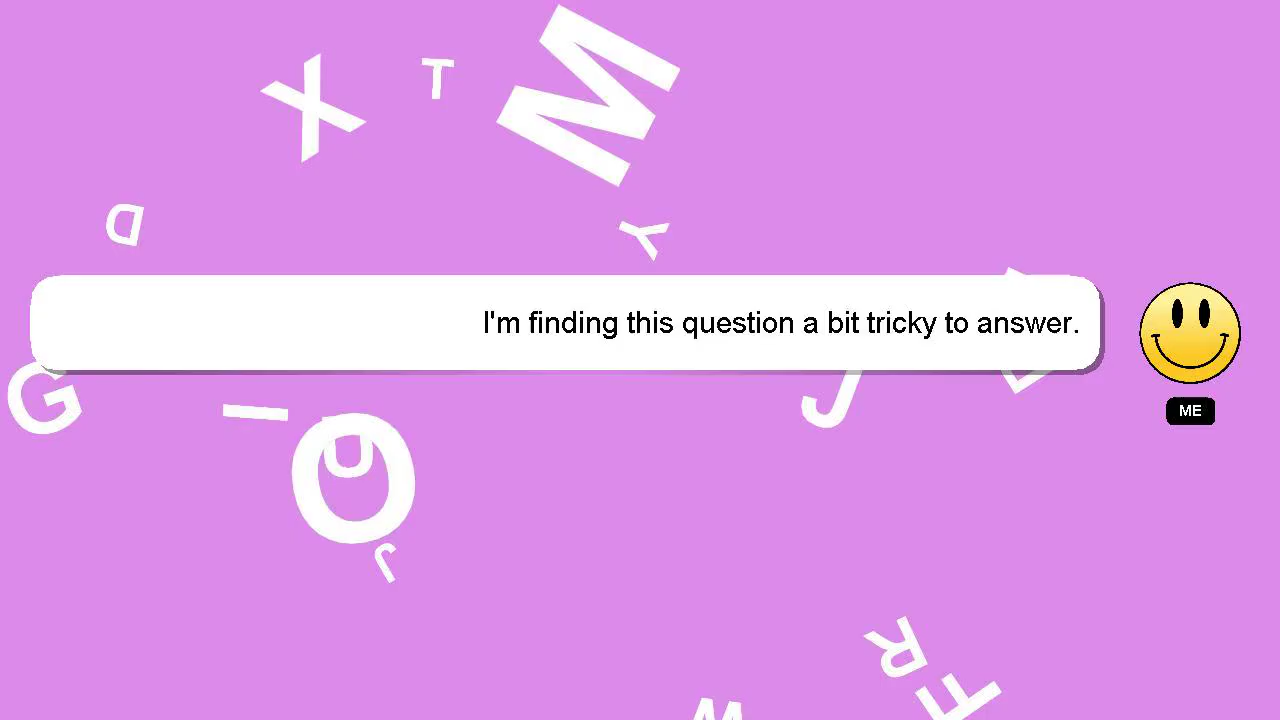 X T M
D Y
I'm finding this question a bit tricky to answer.
ME
G I J
O U
J
R
F
W